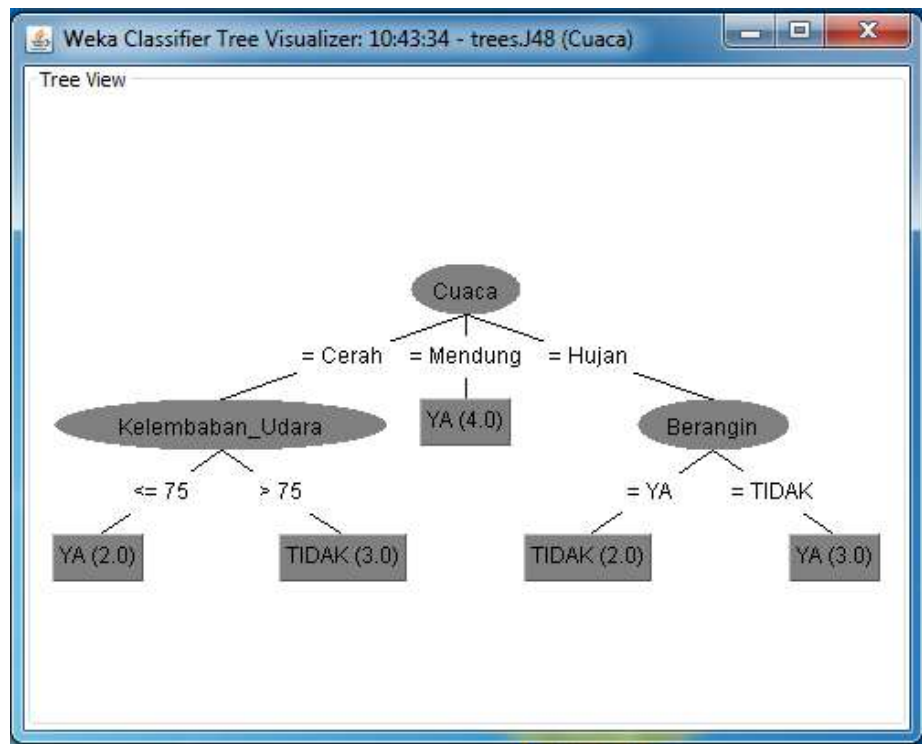 Weka Classifier Tree Visualizer: 10:43:34 - trees.J48 (Cuaca)
Tree View
Cuaca
= Cerah = Mendung = Hujan
Kelembaban_Udara YA (4.0) Berangin
<= 75 > 75 = YA = TIDAK
YA (2.0) TIDAK (3.0) TIDAK (2.0) YA (3.0)